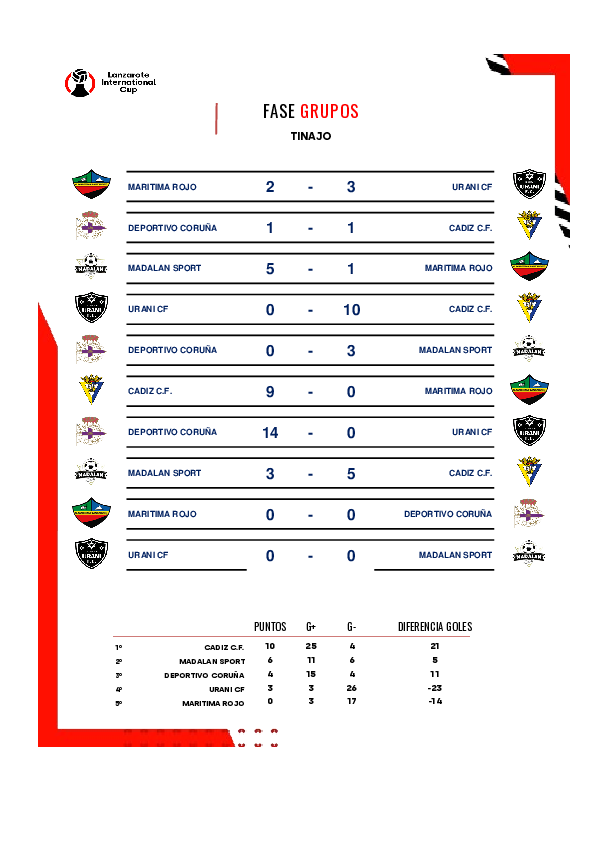 Lanzarote
International
Cup
FASE GRUPOS
TINAJO
MARITIMA ROJO 2 - 3 URANI CF
DEPORTIVO CORUÑA 1 - 1 CADIZ C.F.
MADALAN SPORT 5 - 1 MARITIMA ROJO
URANI CF 0 - 10 CADIZ C.F.
DEPORTIVO CORUÑA 0 - 3 MADALAN SPORT
CADIZ C.F. 9 - 0 MARITIMA ROJO
DEPORTIVO CORUÑA 14 - 0 URANI CF
MADALAN SPORT 3 - 5 CADIZ C.F.
MARITIMA ROJO 0 - 0 DEPORTIVO CORUÑA
URANI CF 0 - 0 MADALAN SPORT
PUNTOS G+ G- DIFERENCIA GOLES
1º CADIZ C.F. 10 25 4 21
2º MADALAN SPORT 6 11 6 5
3º DEPORTIVO CORUÑA 4 15 4 11
4º URANI CF 3 3 26 -23
5º MARITIMA ROJO 0 3 17 -14